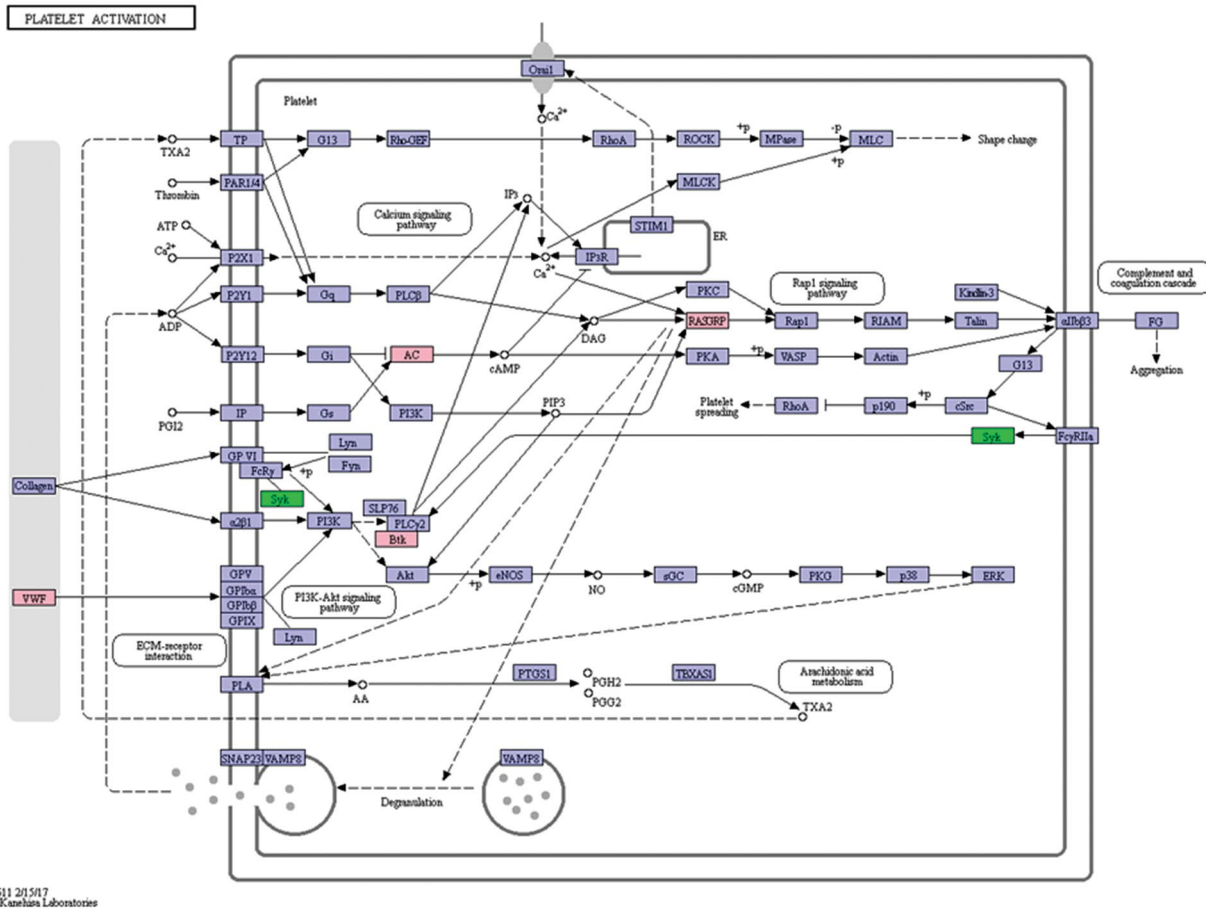 PLATELET ACTIVATION
Orai1
Platelet
Ca2+
TXA2
TP
G13
Rho-GEF
RhoA
ROCK
+p
MPase
-p
MLC
Shape change
+p
Thrombin
PAR1/4
MLCK
IP3
Calcium signaling
pathway
STIM1
ER
ATP
Ca2+
P2X1
Ca2+
IP3R
Complement and
coagulation cascade
P2Y1
Gq
PLCβ
PKC
Rap1 signaling
pathway
Kindlin-3
ADP
DAG
RASGRP
Rap1
RIAM
Talin
αIIbβ3
FG
P2Y12
Gi
AC
cAMP
PKA
+p
VASP
Actin
G13
Aggregation
PGI2
IP
Gs
PI3K
PIP3
Platelet
spreading
RhoA
p190
+p
cSrc
Syk
FcγRIIa
Lyn
GP VI
FcRγ
+p
Fyn
Collagen
Syk
SLP76
α2β1
PI3K
PLCγ2
Btk
GPV
Akt
+p
eNOS
NO
sGC
cGMP
PKG
p38
ERK
VWF
GPIbα
GPIbβ
GPIX
PI3K-Akt signaling
pathway
Lyn
ECM-receptor
interaction
PLA
AA
PTGS1
PGH2
PGG2
TBXAS1
Arachidonic acid
metabolism
TXA2
SNAP23
VAMP8
VAMP8
Degranulation
611 2/15/17
Kanehisa Laboratories